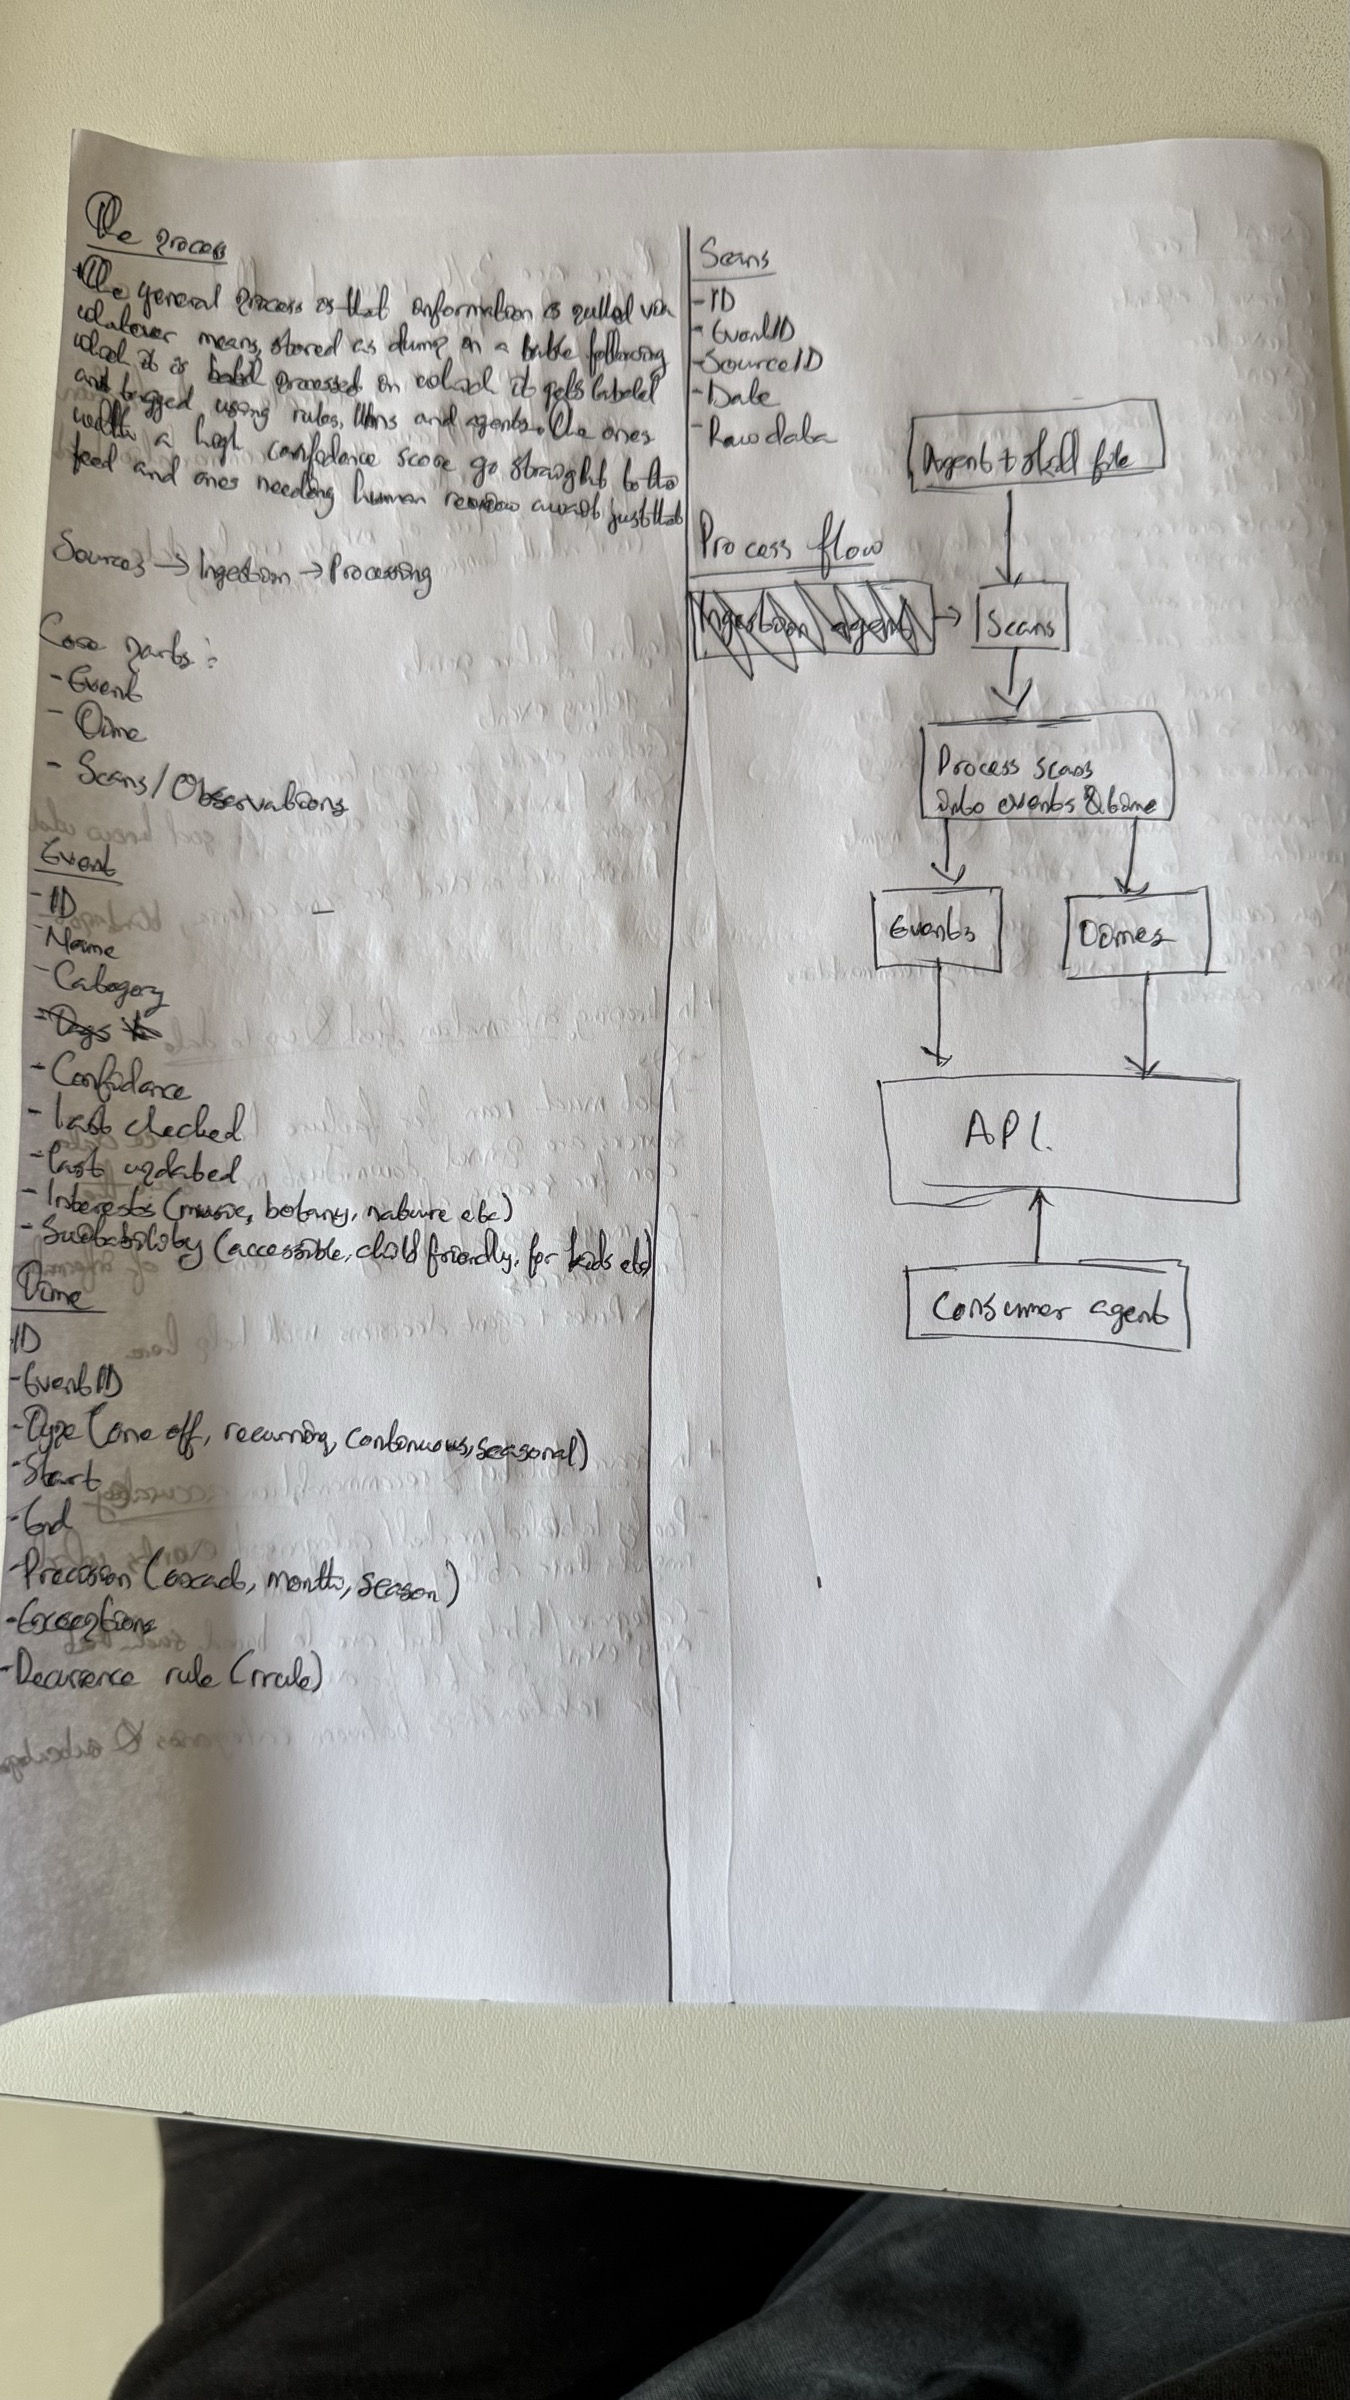 The process
The general process is that information is pulled via
whatever means, stored as dump in a table following
which it is processed in which it gets labeled
and tagged using rules, llms and agents. The ones
with a high confidence score go straight to the
feed and ones needing human review await just that
Sources → Ingestion → Processing
Core parts:
- Event
- Time
- Scans/Observations
Event
- ID
- Name
- Category
- Tags
- Confidance
- last checked
- last updated
- Interests (music, botany, nature etc)
- Suitability (accessible, child friendly, for kids etc)
Time
- ID
- EventID
- Type (one off, recurring, continuous, seasonal)
- Start
- End
- Precision (exact, month, season)
- Exceptions
- Recurrence rule (rrule)
Scans
- ID
- EventID
- SourceID
- Date
- Raw data
Process flow
Agent + skill file
Ingestion agent → Scans
Process scans
into events & time
Events
Times
API.
Consumer agent